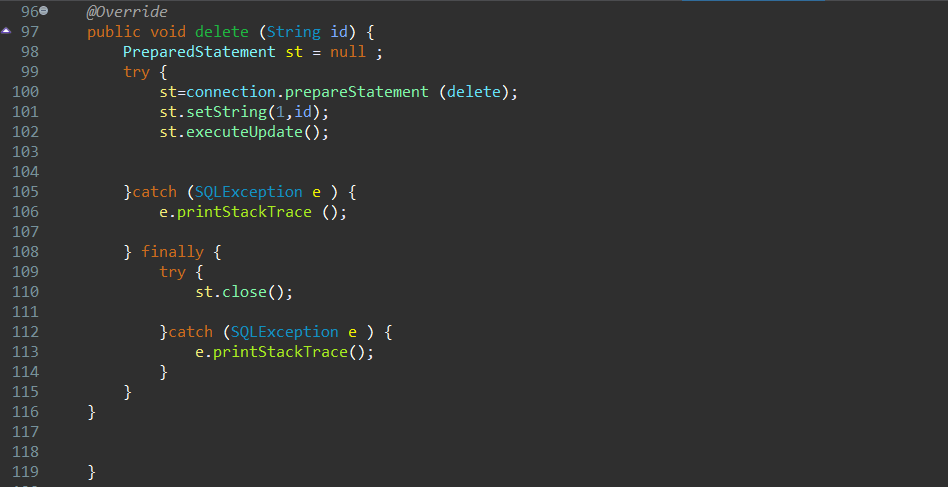 96 @Override
97 public void delete (String id) {
98 PreparedStatement st = null ;
99 try {
100 st=connection.prepareStatement (delete);
101 st.setString(1,id);
102 st.executeUpdate();
103
104
105 }catch (SQLException e ) {
106 e.printStackTrace ();
107
108 } finally {
109 try {
110 st.close();
111
112 }catch (SQLException e ) {
113 e.printStackTrace();
114 }
115 }
116 }
117
118
119 }